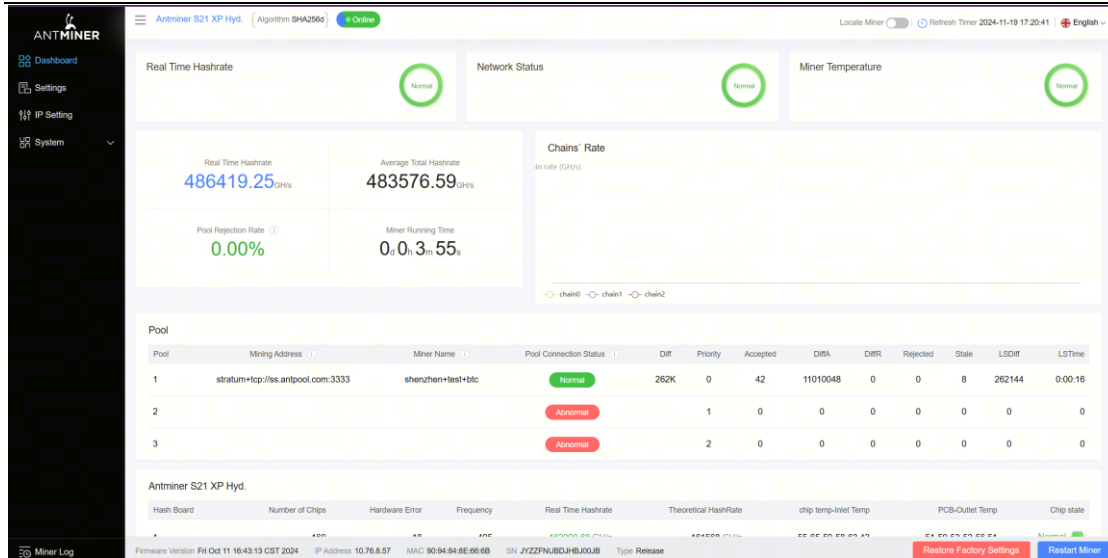 ANTMINER
Antminer S21 XP Hyd. {Algorithm SHA256d} Online
Locate Miner Refresh Timer 2024-11-19 17:20:41 English
Dashboard
Settings
IP Setting
System
Real Time Hashrate
Normal
Network Status
Normal
Miner Temperature
Normal
Real Time Hashrate
486419.25GH/s
Average Total Hashrate
483576.59GH/s
Pool Rejection Rate
0.00%
Miner Running Time
0d 0h 3m 55s
Chains` Rate
in rate (GH/s)
chain0 chain1 chain2
Pool
Pool Mining Address Miner Name Pool Connection Status Diff Priority Accepted DiffA DiffR Rejected Stale LSDiff LSTime
1 stratum+tcp://ss.antpool.com:3333 shenzhen+test+btc Normal 262K 0 42 11010048 0 0 8 262144 0:00:16
2 Abnormal 1 0 0 0 0 0 0 0
3 Abnormal 2 0 0 0 0 0 0 0
Antminer S21 XP Hyd.
Hash Board Number of Chips Hardware Error Frequency Real Time Hashrate Theoretical HashRate chip temp-Inlet Temp PCB-Outlet Temp Chip state
Miner Log
Firmware Version Fri Oct 11 16:43:13 CST 2024 IP Address 10.76.8.57 MAC 90:94:84:8E:66:6B SN JYZZFNUBDJHBJ00JB Type Release
Restore Factory Settings
Restart Miner